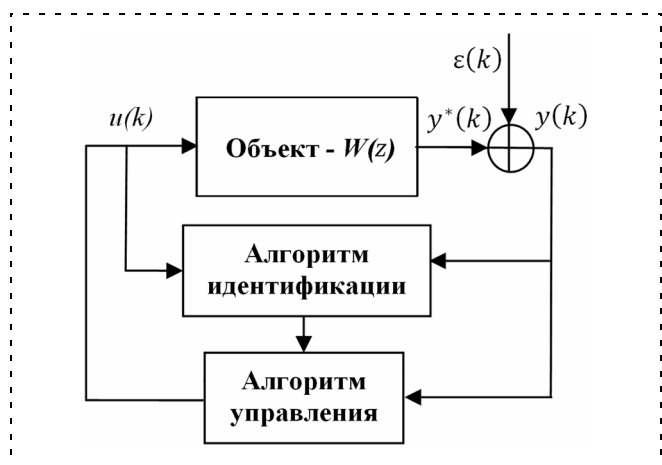 ε(k)
u(k)
y*(k)
y(k)
Объект - W(z)
Алгоритм
идентификации
Алгоритм
управления